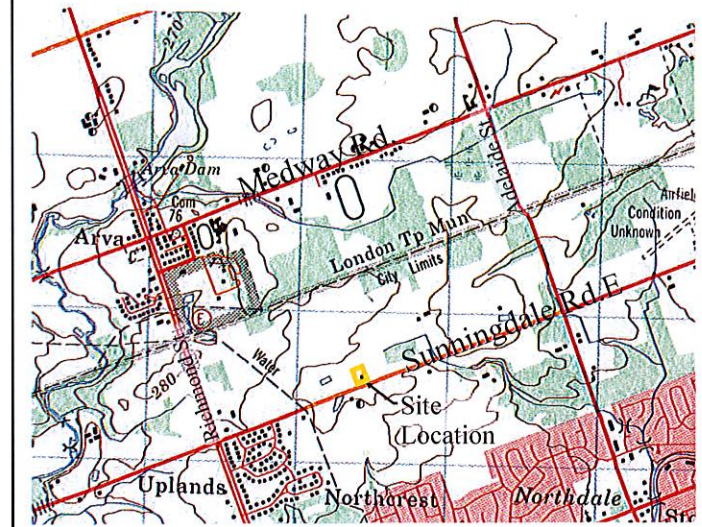 270
Arva Dam
Medway Rd.
Adelaide St
Com
76
Arva
London Tp Mun
City Limits
Airfield
Condition
Unknown
E
Sunningdale Rd.E
Water
280
Richmond St
Site
Location
Uplands
Northcrest
Northdale